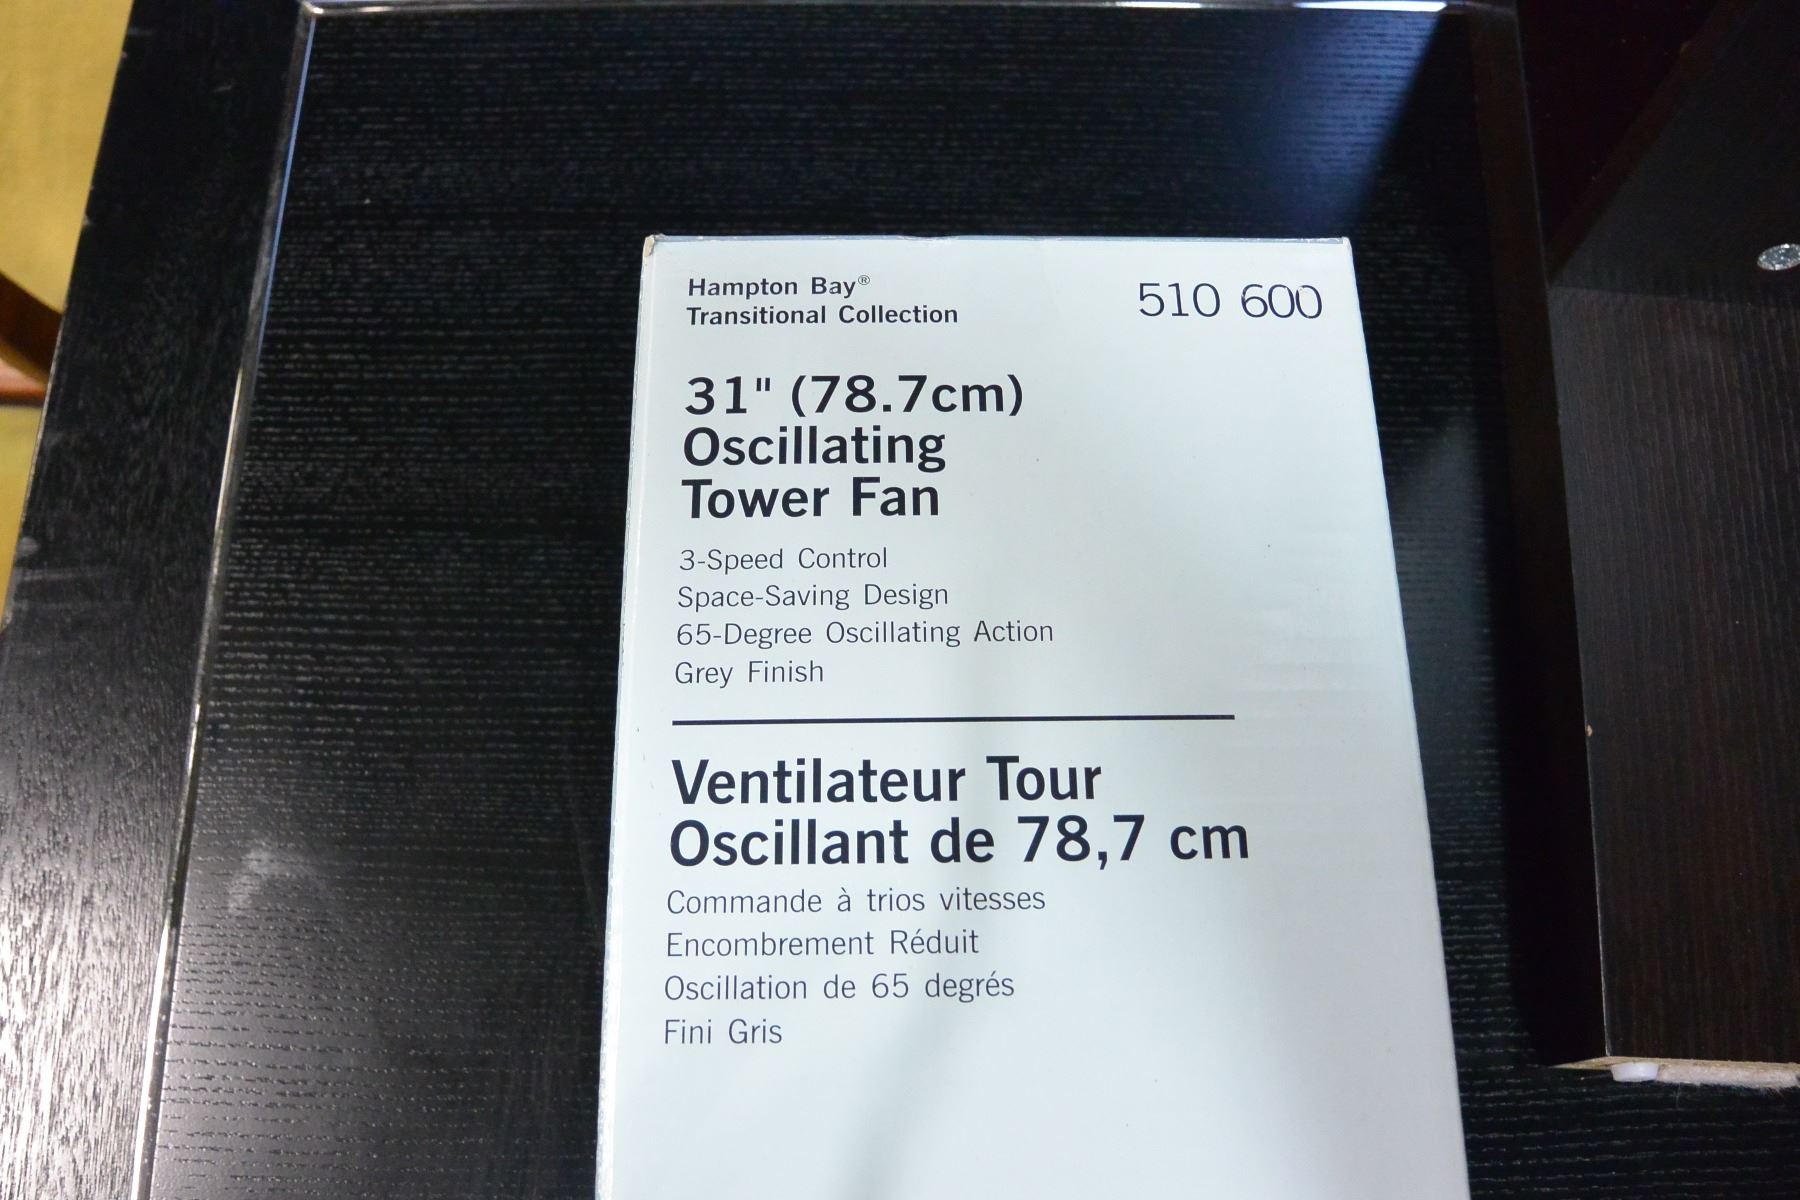 Hampton Bay®
Transitional Collection
510 600
31" (78.7cm)
Oscillating
Tower Fan
3-Speed Control
Space-Saving Design
65-Degree Oscillating Action
Grey Finish
Ventilateur Tour
Oscillant de 78,7 cm
Commande à trios vitesses
Encombrement Réduit
Oscillation de 65 degrés
Fini Gris